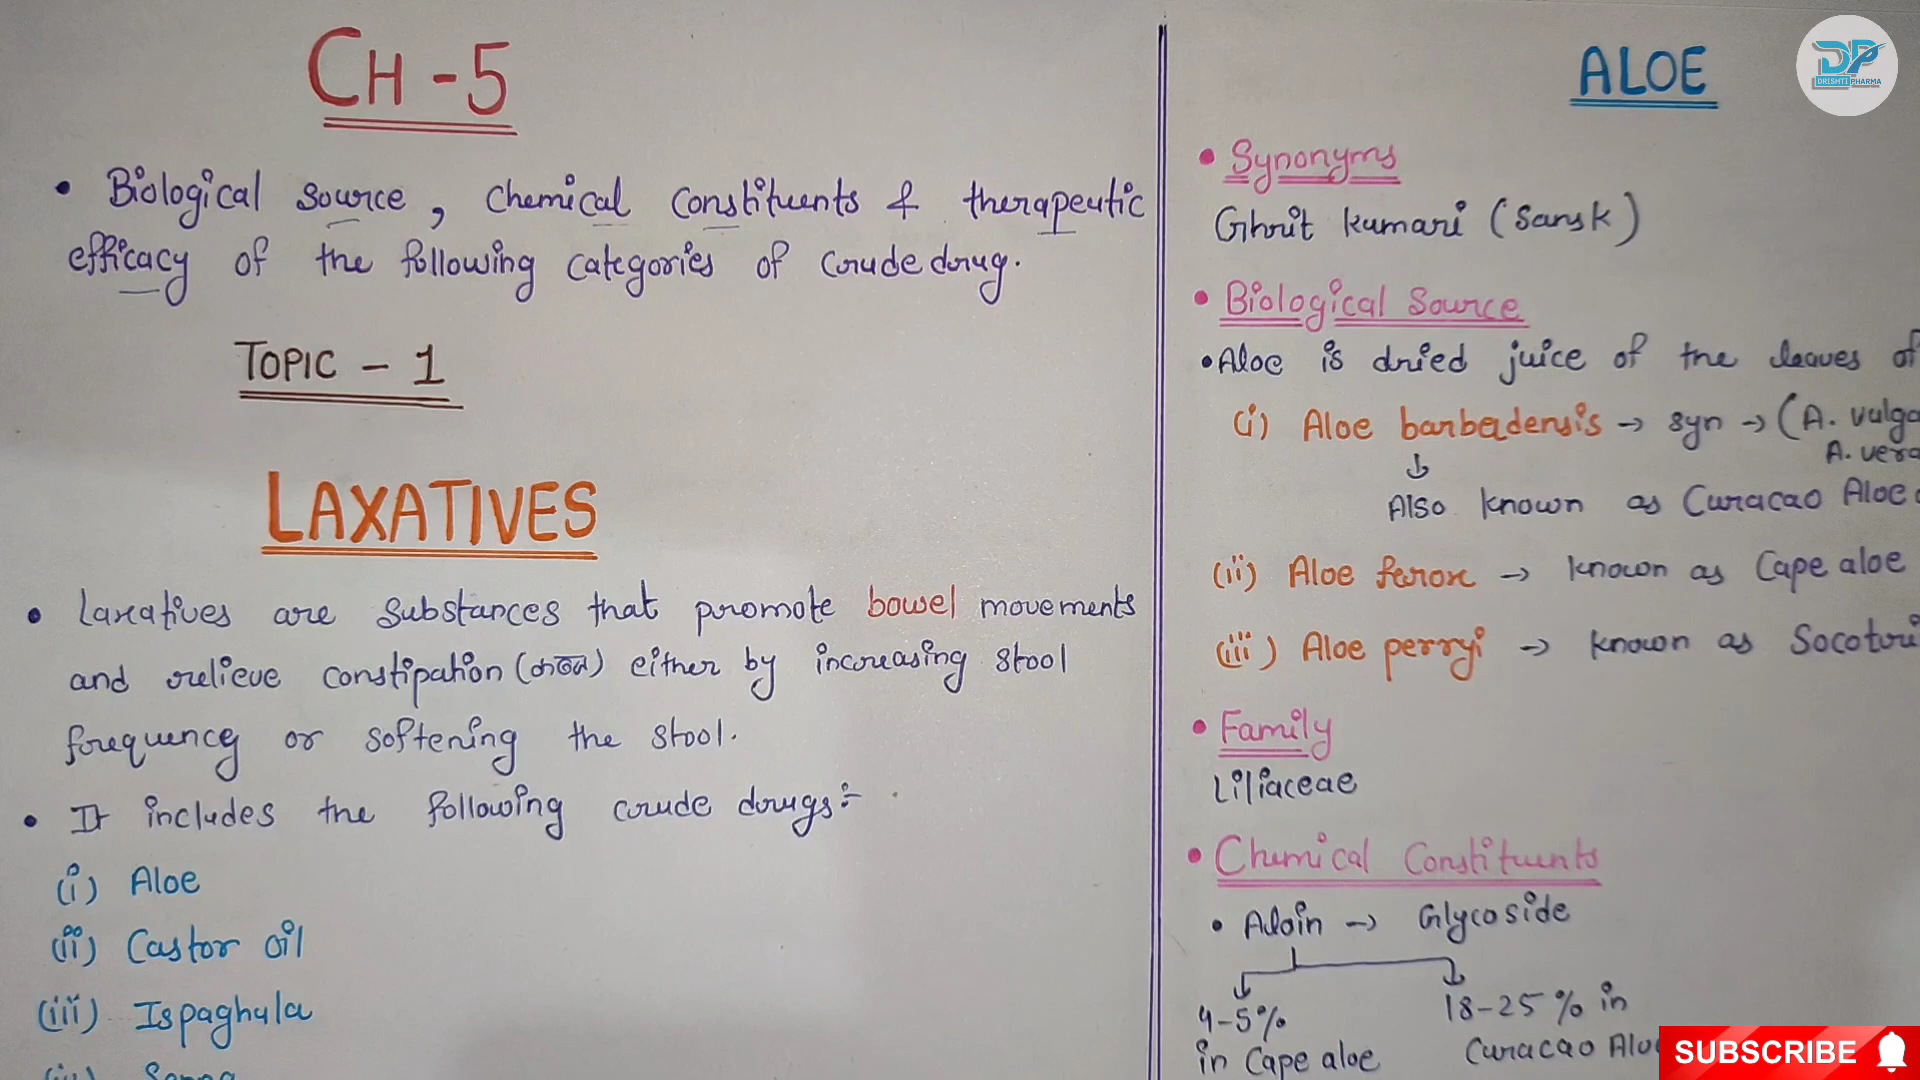 CH - 5
• Biological Source, Chemical Constituents & therapeutic
efficacy of the following categories of Crude drug.
TOPIC - 1
LAXATIVES
• Laxatives are Substances that promote bowel movements
and relieve Constipation (कब्ज) either by increasing stool
frequency or softening the stool.
• It includes the following crude drugs:-
(i) Aloe
(ii) Castor oil
(iii) Ispaghula
(iv) Senna
ALOE
• Synonyms
Ghrit kumari (Sansk)
• Biological Source
• Aloe is dried juice of the leaves of
(i) Aloe barbadensis → syn → (A. vulga
A. vera
↓
Also known as Curacao Aloe
(ii) Aloe ferox → known as Cape aloe
(iii) Aloe perryi → known as Socotri
• Family
Liliaceae
• Chemical Constituents
• Aloin → Glycoside
4-5%
in Cape aloe
18-25% in
Curacao Aloe
DP
DRISHTI PHARMA
SUBSCRIBE